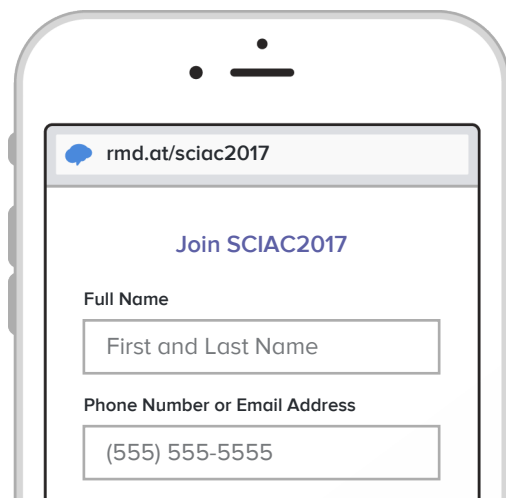 rmd.at/sciac2017
Join SCIAC2017
Full Name
First and Last Name
Phone Number or Email Address
(555) 555-5555